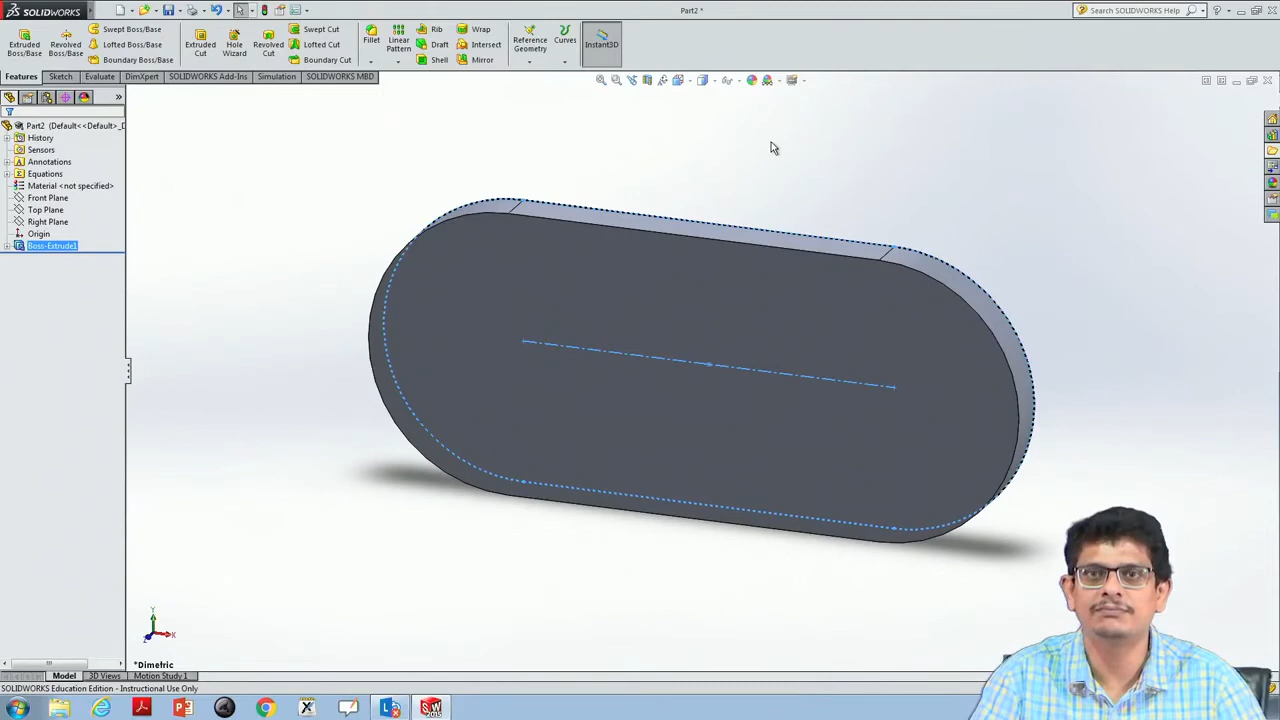 SOLIDWORKS
Part2 *
Search SOLIDWORKS Help
Extruded Boss/Base
Revolved Boss/Base
Swept Boss/Base
Lofted Boss/Base
Boundary Boss/Base
Extruded Cut
Hole Wizard
Revolved Cut
Swept Cut
Lofted Cut
Boundary Cut
Fillet
Linear Pattern
Rib
Draft
Shell
Wrap
Intersect
Mirror
Reference Geometry
Curves
Instant3D
Features
Sketch
Evaluate
DimXpert
SOLIDWORKS Add-Ins
Simulation
SOLIDWORKS MBD
Part2 (Default<<Default>_D
History
Sensors
Annotations
Equations
Material <not specified>
Front Plane
Top Plane
Right Plane
Origin
Boss-Extrude1
Y
X
Z
*Dimetric
Model
3D Views
Motion Study 1
SOLIDWORKS Education Edition - Instructional Use Only